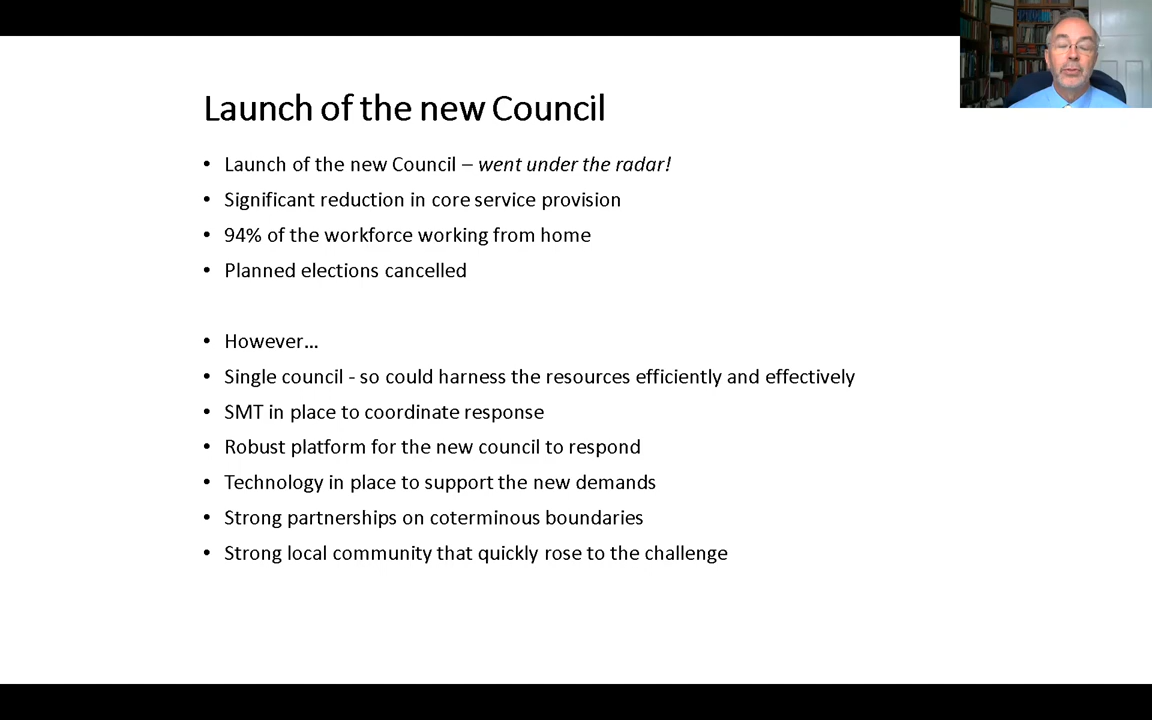 Launch of the new Council
• Launch of the new Council – went under the radar!
• Significant reduction in core service provision
• 94% of the workforce working from home
• Planned elections cancelled
• However…
• Single council - so could harness the resources efficiently and effectively
• SMT in place to coordinate response
• Robust platform for the new council to respond
• Technology in place to support the new demands
• Strong partnerships on coterminous boundaries
• Strong local community that quickly rose to the challenge